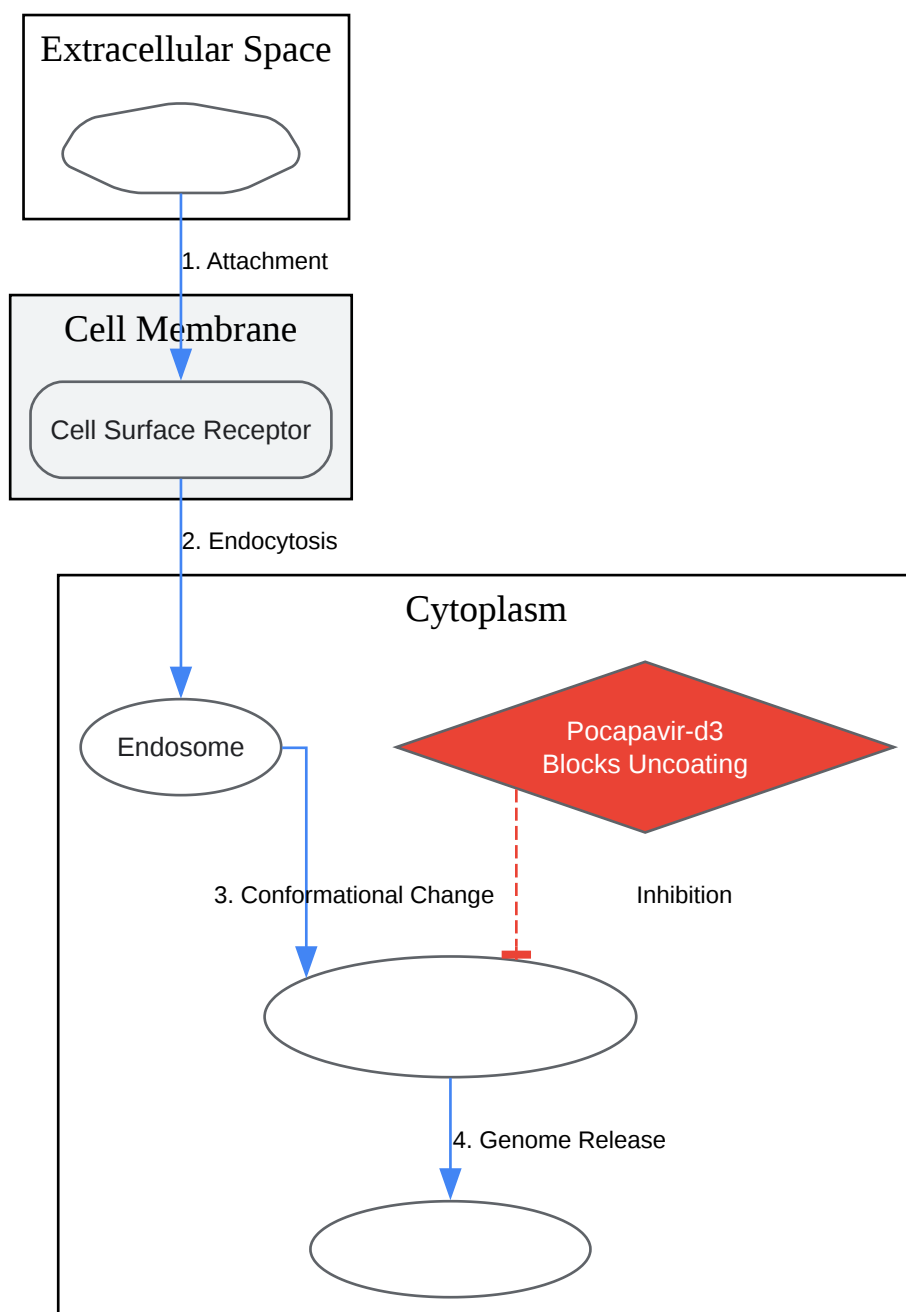 Extracellular Space
1. Attachment
Cell Membrane
Cell Surface Receptor
2. Endocytosis
Cytoplasm
Endosome
Pocapavir-d3
Blocks Uncoating
3. Conformational Change
Inhibition
4. Genome Release